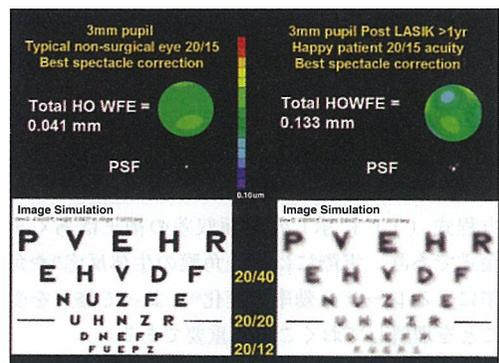 3mm pupil
Typical non-surgical eye 20/15
Best spectacle correction
Total HO WFE =
0.041 mm
PSF
0.10um
3mm pupil Post LASIK >1yr
Happy patient 20/15 acuity
Best spectacle correction
Total HOWFE =
0.133 mm
PSF
Image Simulation
P V E H R
E H V D F
N U Z F E
U H N Z R
D N E F P
F U E P Z
20/40
20/20
20/12
Image Simulation
P V E H R
E H V D F
N U Z F E
U H N Z R